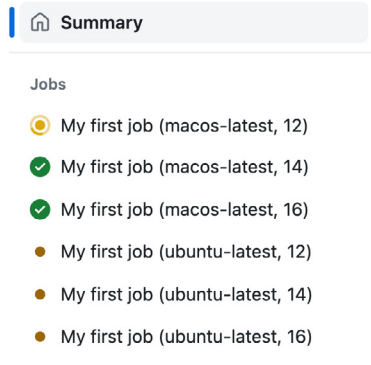 Summary
Jobs
My first job (macos-latest, 12)
My first job (macos-latest, 14)
My first job (macos-latest, 16)
My first job (ubuntu-latest, 12)
My first job (ubuntu-latest, 14)
My first job (ubuntu-latest, 16)